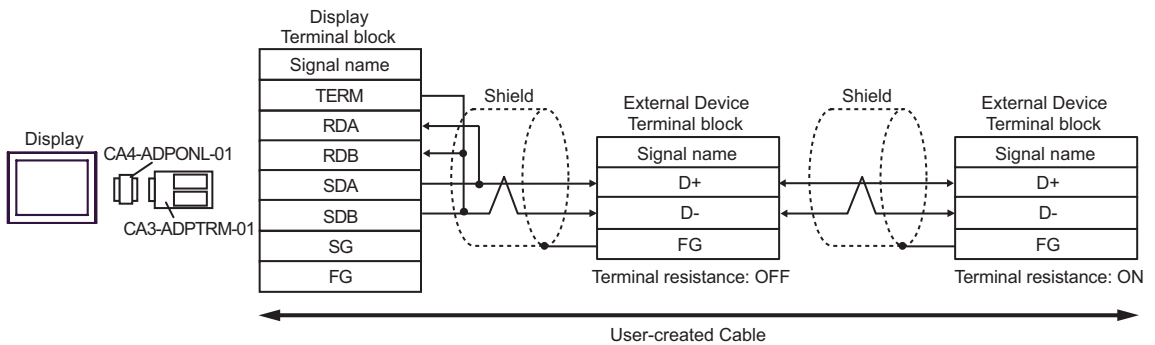 Display
Terminal block
Signal name
TERM
RDA
RDB
SDA
SDB
SG
FG
Display
CA4-ADPONL-01
CA3-ADPTRM-01
Shield
External Device
Terminal block
Signal name
D+
D-
FG
Terminal resistance: OFF
Shield
External Device
Terminal block
Signal name
D+
D-
FG
Terminal resistance: ON
User-created Cable